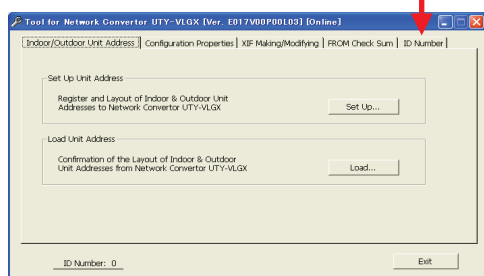 Tool for Network Convertor UTY-VLGX [Ver. E017V00P00L03] [Online]
Indoor/Outdoor Unit Address Configuration Properties XIF Making/Modifying FROM Check Sum ID Number
Set Up Unit Address
Register and Layout of Indoor & Outdoor Unit
Addresses to Network Convertor UTY-VLGX
Set Up...
Load Unit Address
Confirmation of the Layout of Indoor & Outdoor
Unit Addresses from Network Convertor UTY-VLGX
Load...
ID Number: 0
Exit